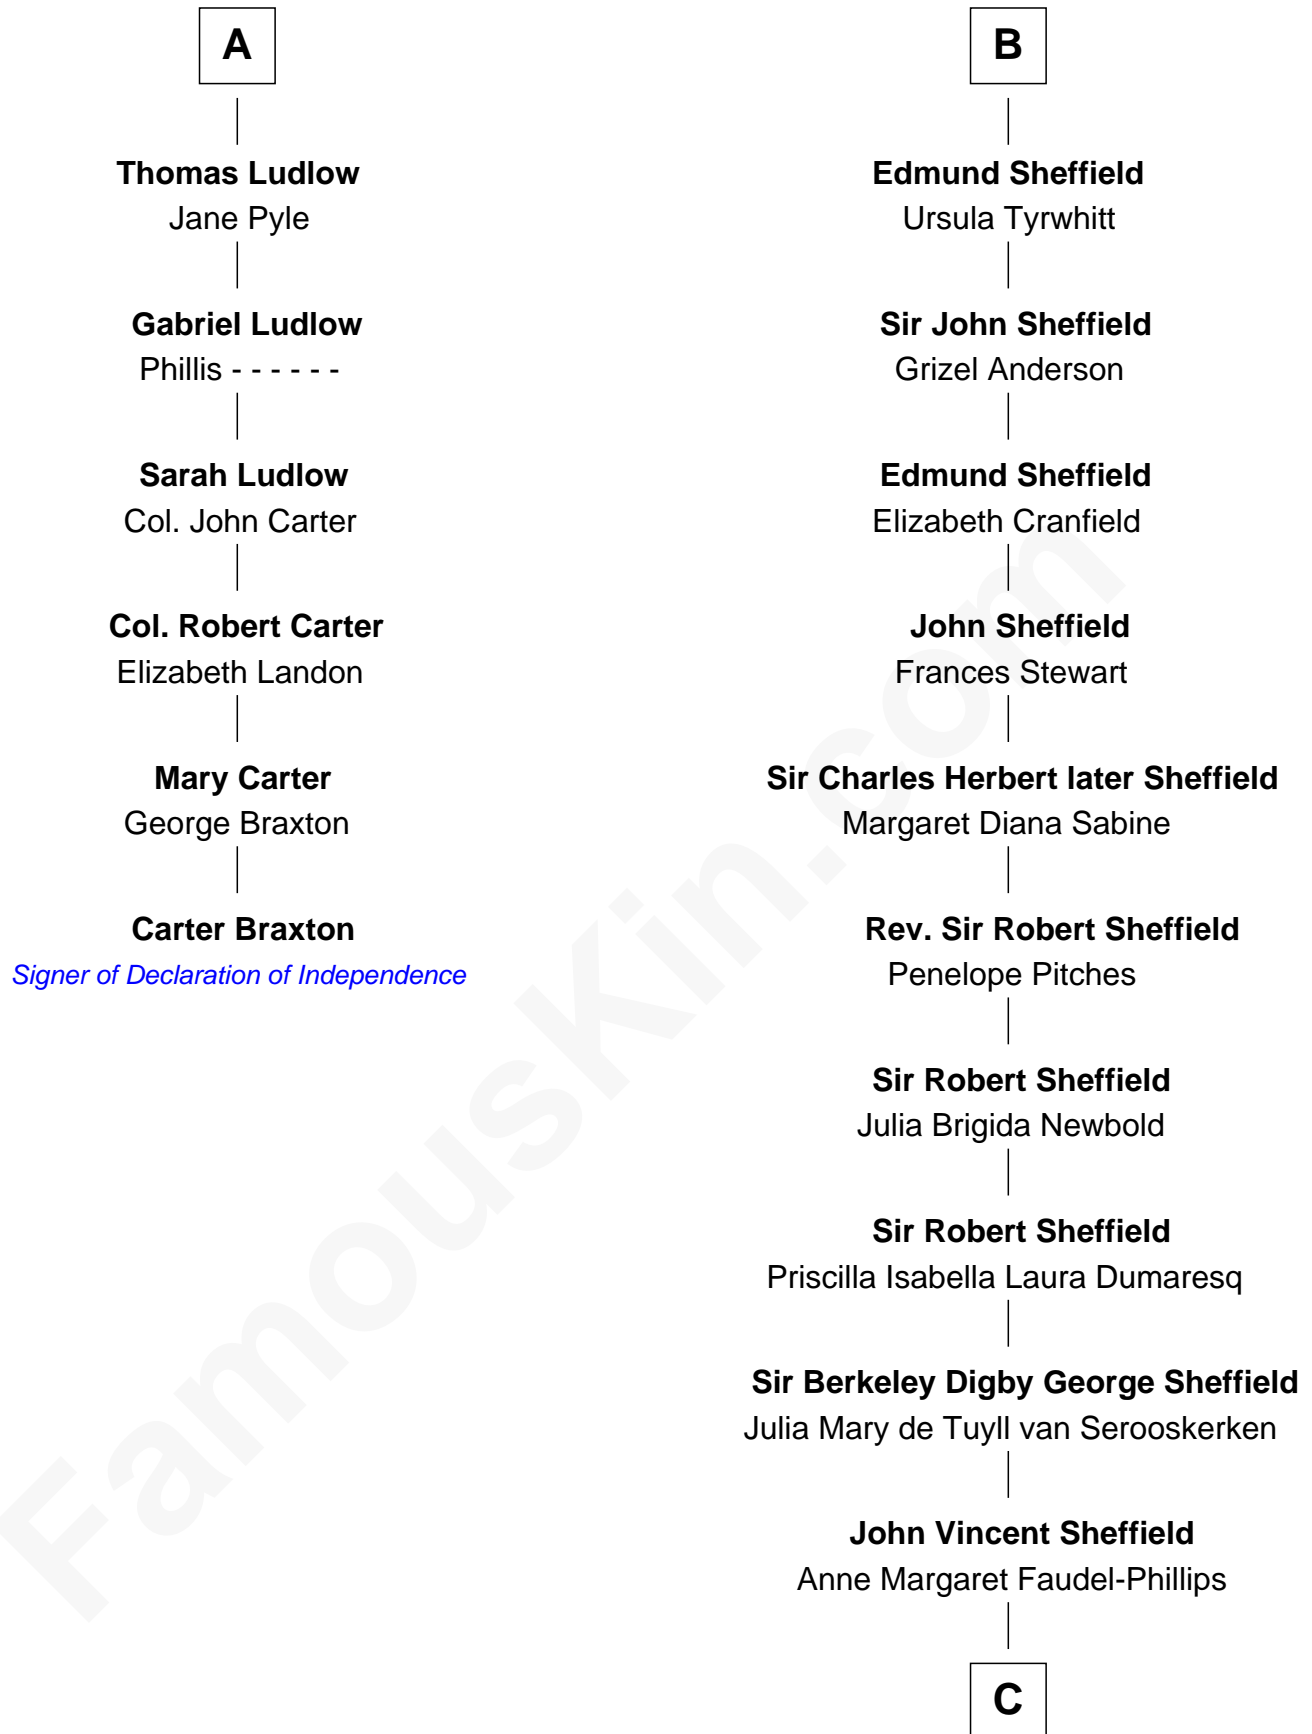 A
Thomas Ludlow
Jane Pyle
Gabriel Ludlow
Phillis - - - - - -
Sarah Ludlow
Col. John Carter
Col. Robert Carter
Elizabeth Landon
Mary Carter
George Braxton
Carter Braxton
Signer of Declaration of Independence
B
Edmund Sheffield
Ursula Tyrwhitt
Sir John Sheffield
Grizel Anderson
Edmund Sheffield
Elizabeth Cranfield
John Sheffield
Frances Stewart
Sir Charles Herbert later Sheffield
Margaret Diana Sabine
Rev. Sir Robert Sheffield
Penelope Pitches
Sir Robert Sheffield
Julia Brigida Newbold
Sir Robert Sheffield
Priscilla Isabella Laura Dumaresq
Sir Berkeley Digby George Sheffield
Julia Mary de Tuyll van Serooskerken
John Vincent Sheffield
Anne Margaret Faudel-Phillips
C
FamousKin.com